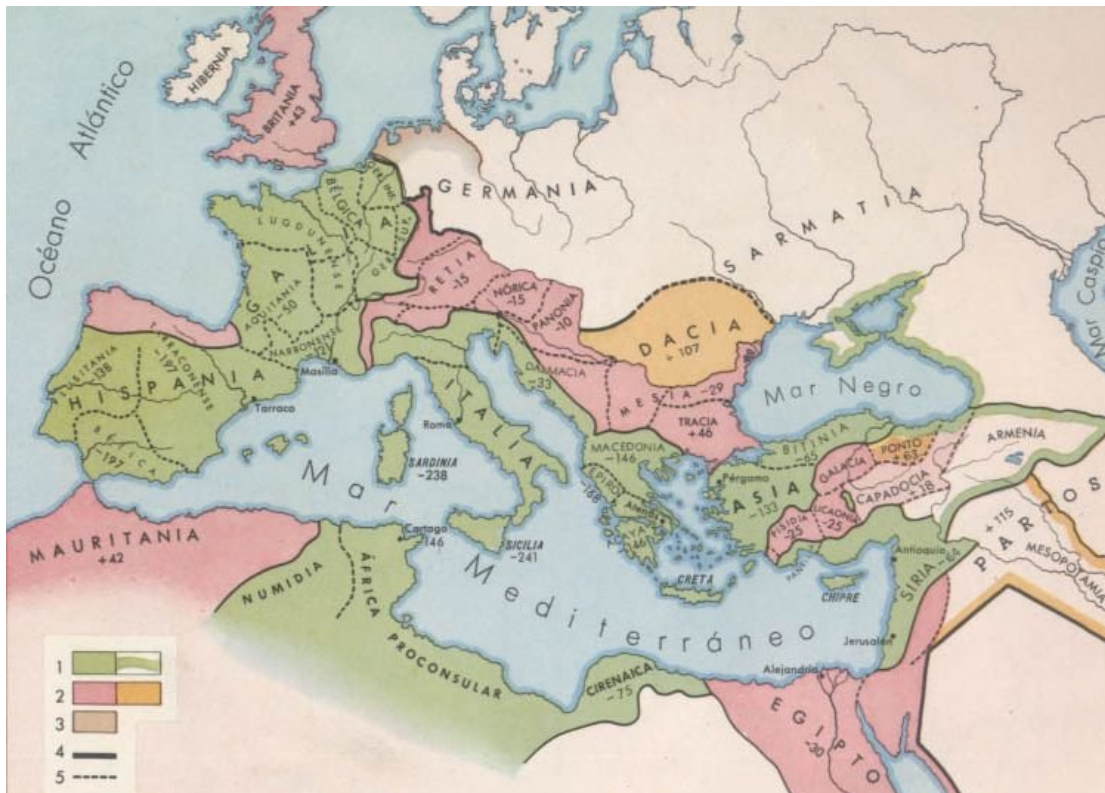 Océano Atlántico
HIBERNIA
BRITANIA
+43
GERMANIA
SARMATIA
Mar Caspio
BÉLGICA
LUGDUNENSE
GALIA
AQUITANIA
-50
NARBONENSE
-121
Masilia
RETIA
-15
NÓRICA
-15
PANONIA
-10
DACIA
+107
DALMACIA
-33
MESIA -29
TRACIA
+46
Mar Negro
LUSITANIA
-138
TARRACONENSE
-197
HISPANIA
BÉTICA
-197
Tarraco
ITALIA
Roma
SARDINIA
-238
SICILIA
-241
MACEDONIA
-146
EPIRO
-168
Atenas
BITINIA
-65
PONTO
+63
ARMENIA
Pérgamo
ASIA
-133
GALACIA
CAPADOCIA
+18
PISIDIA
-25
LICAONIA
-25
+115
MESOPOTAMIA
Antioquía
SIRIA -64
CRETA
CHIPRE
Jerusalén
Mar Mediterráneo
Cartago
-146
MAURITANIA
+42
NUMIDIA
ÁFRICA PROCONSULAR
CIRENAICA
-75
Alejandría
EGIPTO
-30
1
2
3
4
5